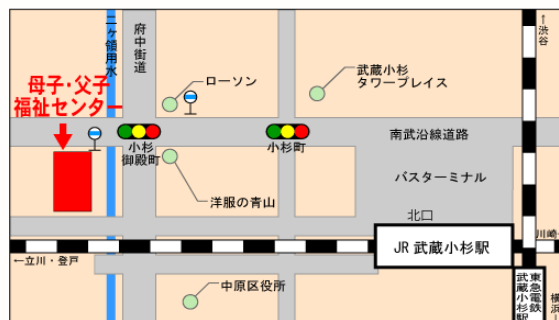 二ヶ領用水
府中街道
←渋谷
母子・父子
福祉センター
ローソン
武蔵小杉
タワープレイス
小杉
御殿町
小杉町
南武沿線道路
洋服の青山
バスターミナル
北口
JR 武蔵小杉駅
川崎
←立川・登戸
中原区役所
東急電鉄
武蔵小杉駅
横浜